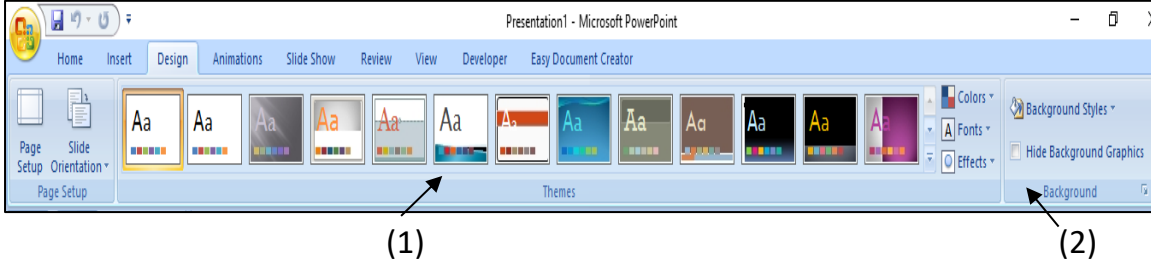 Presentation1 - Microsoft PowerPoint
Home Insert Design Animations Slide Show Review View Developer Easy Document Creator
Aa Aa Aa Aa Aa Aa Aa Aa Aa Aa Aa Aa Aa
Colors
Background Styles
Page Setup
Slide Orientation
Fonts
Hide Background Graphics
Effects
Page Setup Themes Background
(1) (2)